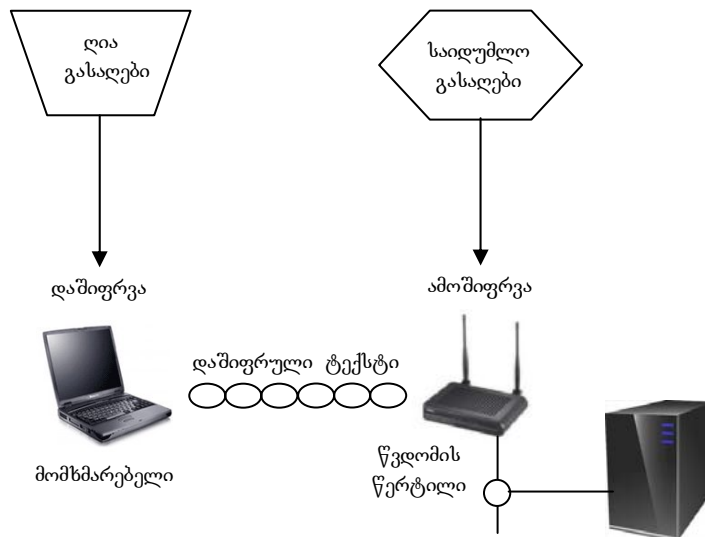 ღია
გასაღები
საიდუმლო
გასაღები
დაშიფრვა
ამოშიფრვა
დაშიფრული ტექსტი
მომხმარებელი
წვდომის
წერტილი